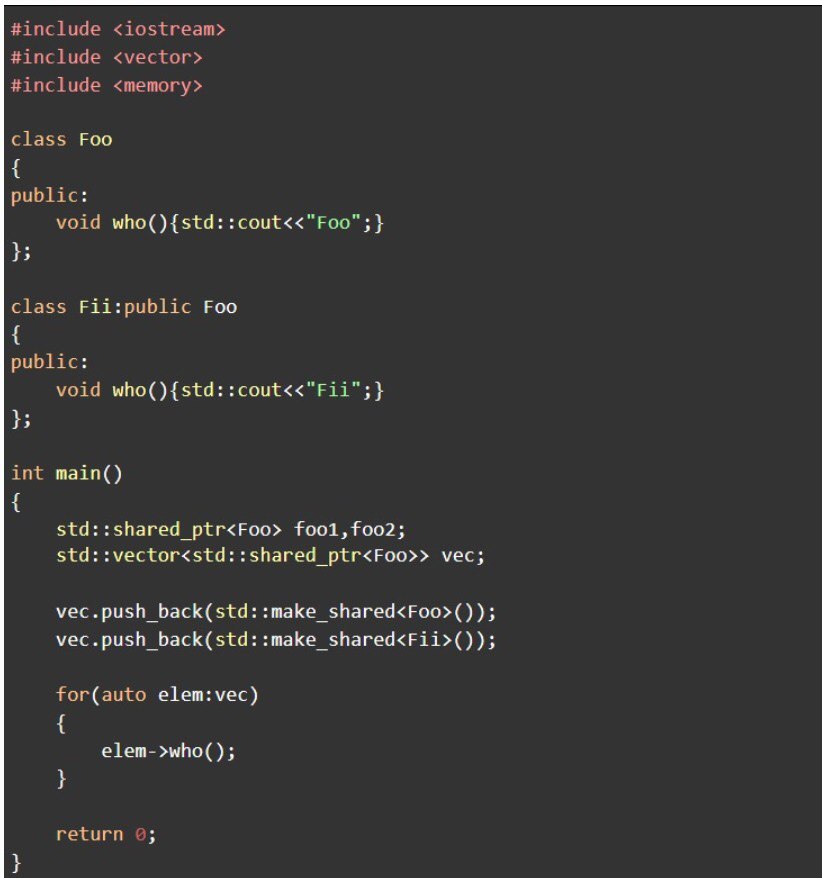 #include <iostream>
#include <vector>
#include <memory>

class Foo
{
public:
    void who(){std::cout<<"Foo";}
};

class Fii:public Foo
{
public:
    void who(){std::cout<<"Fii";}
};

int main()
{
    std::shared_ptr<Foo> foo1,foo2;
    std::vector<std::shared_ptr<Foo>> vec;

    vec.push_back(std::make_shared<Foo>());
    vec.push_back(std::make_shared<Fii>());

    for(auto elem:vec)
    {
        elem->who();
    }

    return 0;
}